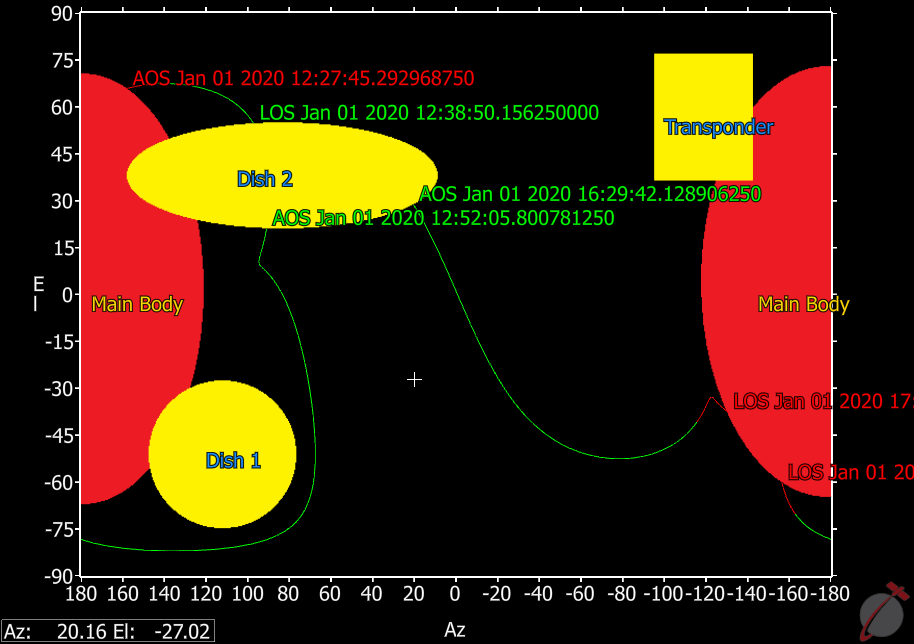 90
75
60
45
30
15
0
-15
-30
-45
-60
-75
-90
El
AOS Jan 01 2020 12:27:45.292968750
LOS Jan 01 2020 12:38:50.156250000
Transponder
Dish 2
AOS Jan 01 2020 16:29:42.128906250
AOS Jan 01 2020 12:52:05.800781250
Main Body
Main Body
LOS Jan 01 2020 17:
Dish 1
LOS Jan 01 20
180 160 140 120 100 80 60 40 20 0 -20 -40 -60 -80 -100 -120 -140 -160 -180
Az
Az: 20.16 El: -27.02